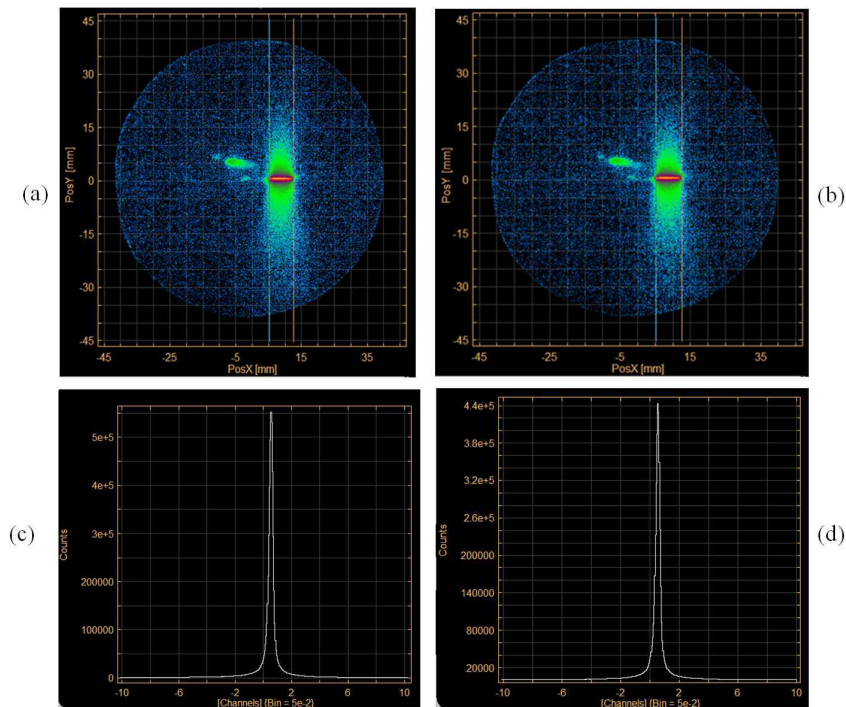 (a)
45
30
15
0
-15
-30
-45
PosY [mm]
-45
-25
-5
15
35
PosX [mm]
(b)
45
30
15
0
-15
-30
-45
PosY [mm]
-45
-25
-5
15
35
PosX [mm]
(c)
5e+5
4e+5
3e+5
200000
100000
0
Counts
-10
-6
-2
2
6
10
[Channels] {Bin = 5e-2}
(d)
4.4e+5
3.2e+5
2.6e+5
200000
140000
80000
20000
Counts
-10
-6
-2
2
6
10
[Channels] {Bin = 5e-2}